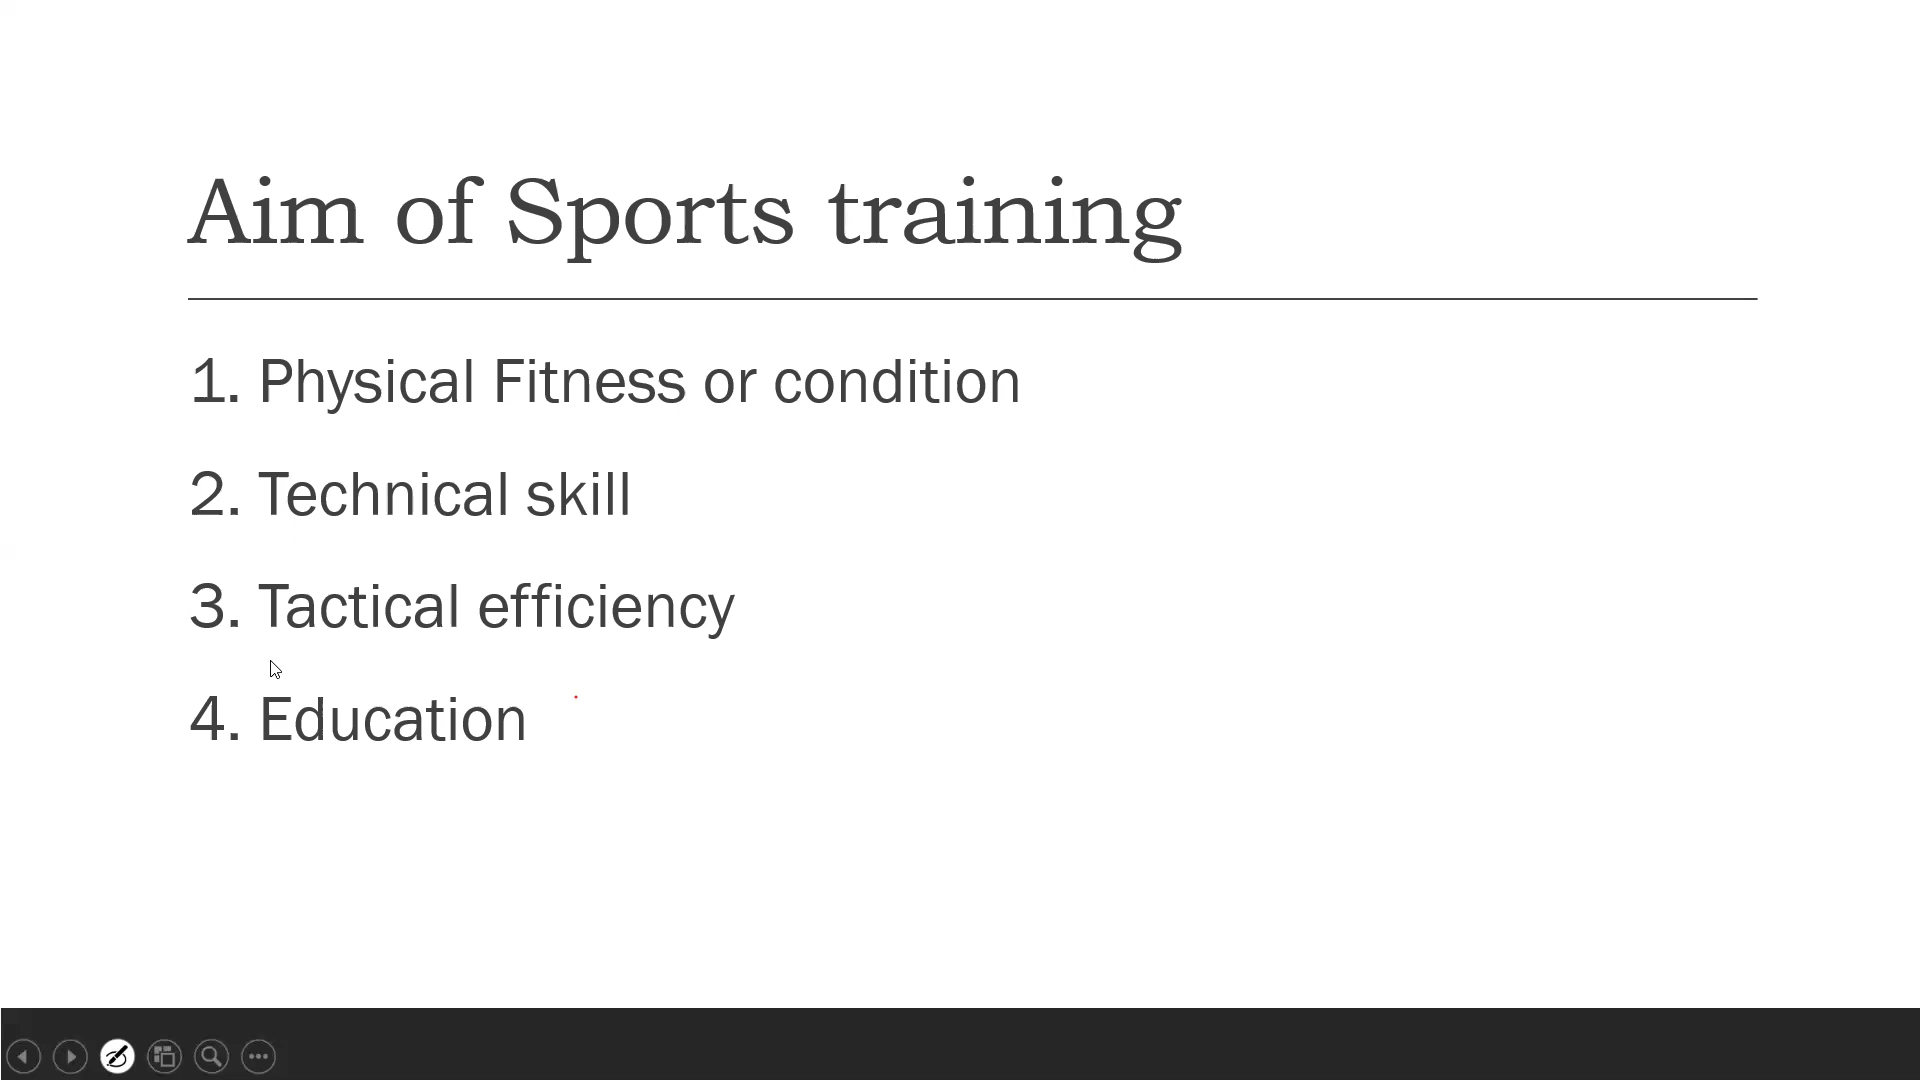 Aim of Sports training
1. Physical Fitness or condition
2. Technical skill
3. Tactical efficiency
4. Education